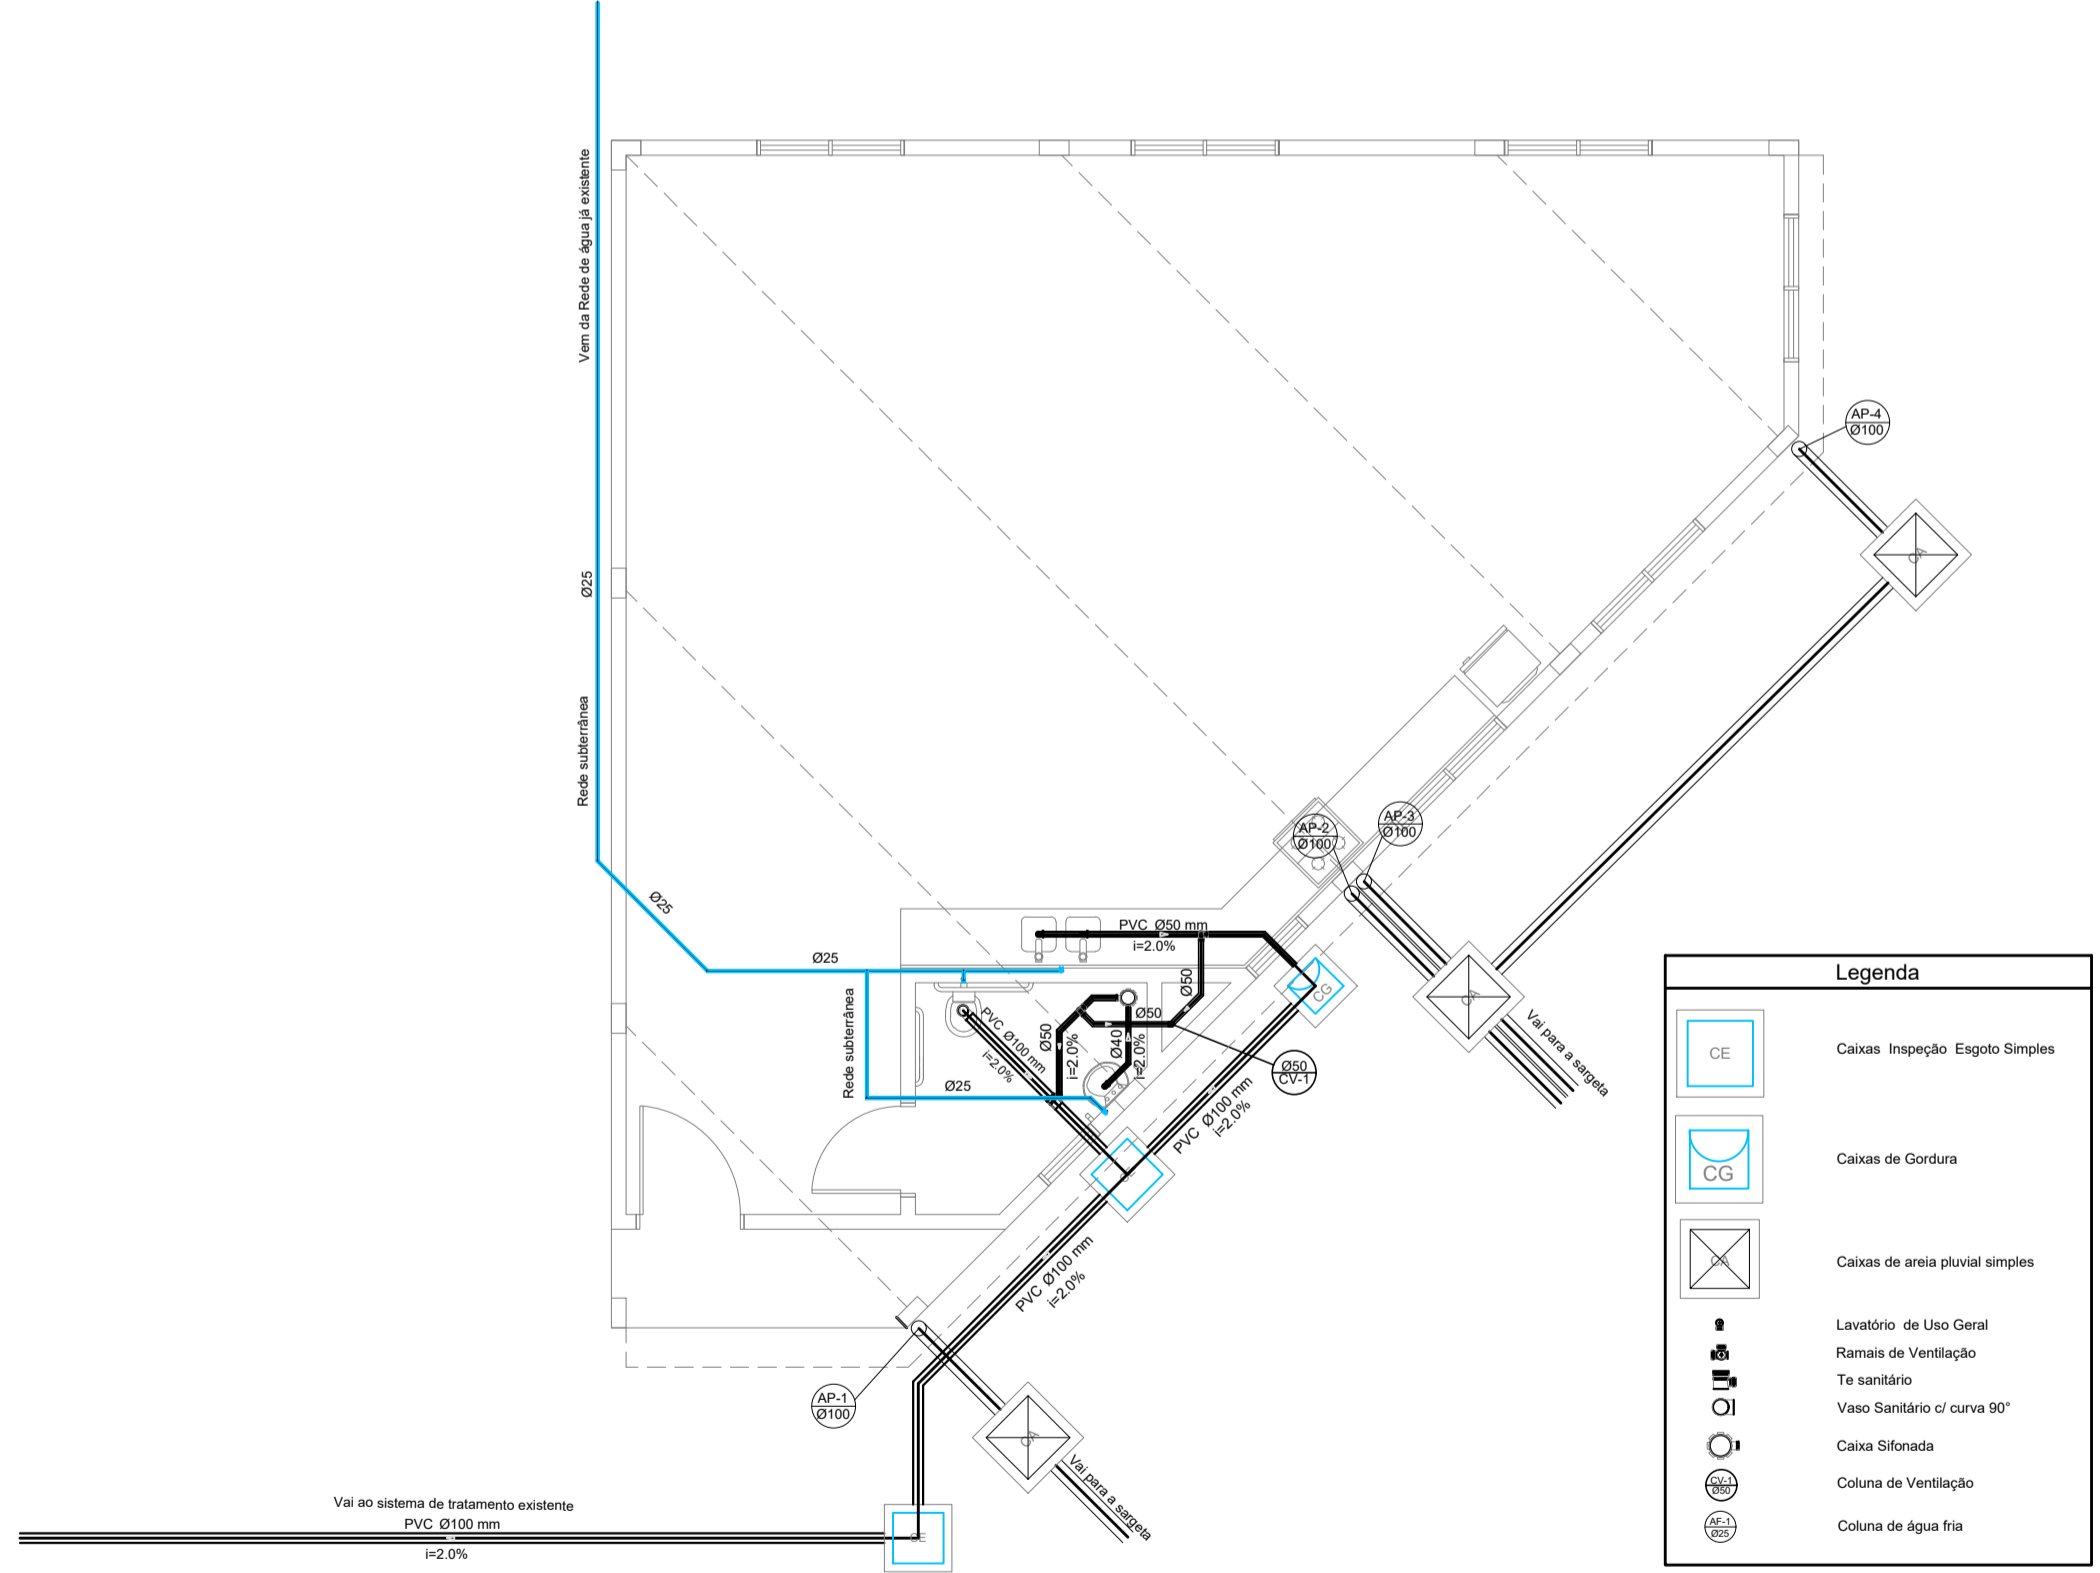 Vem da Rede de água já existente
Ø25
Rede subterrânea
Ø25
Ø25
Rede subterrânea
Ø25
AP-4
Ø100
CA
AP-2
Ø100
AP-3
Ø100
CA
Vai para a sargeta
PVC Ø50 mm
i=2.0%
Ø50
CG
PVC Ø100 mm
i=2.0%
Ø50
i=2.0%
Ø50
Ø40
i=2.0%
Ø50
CV-1
PVC Ø100 mm
i=2.0%
PVC Ø100 mm
i=2.0%
AP-1
Ø100
CA
Vai para a sargeta
Vai ao sistema de tratamento existente
PVC Ø100 mm
i=2.0%
CE
Legenda
CE
Caixas Inspeção Esgoto Simples
CG
Caixas de Gordura
CA
Caixas de areia pluvial simples
Lavatório de Uso Geral
Ramais de Ventilação
Te sanitário
Vaso Sanitário c/ curva 90°
Caixa Sifonada
CV-1
Ø50
Coluna de Ventilação
AF-1
Ø25
Coluna de água fria